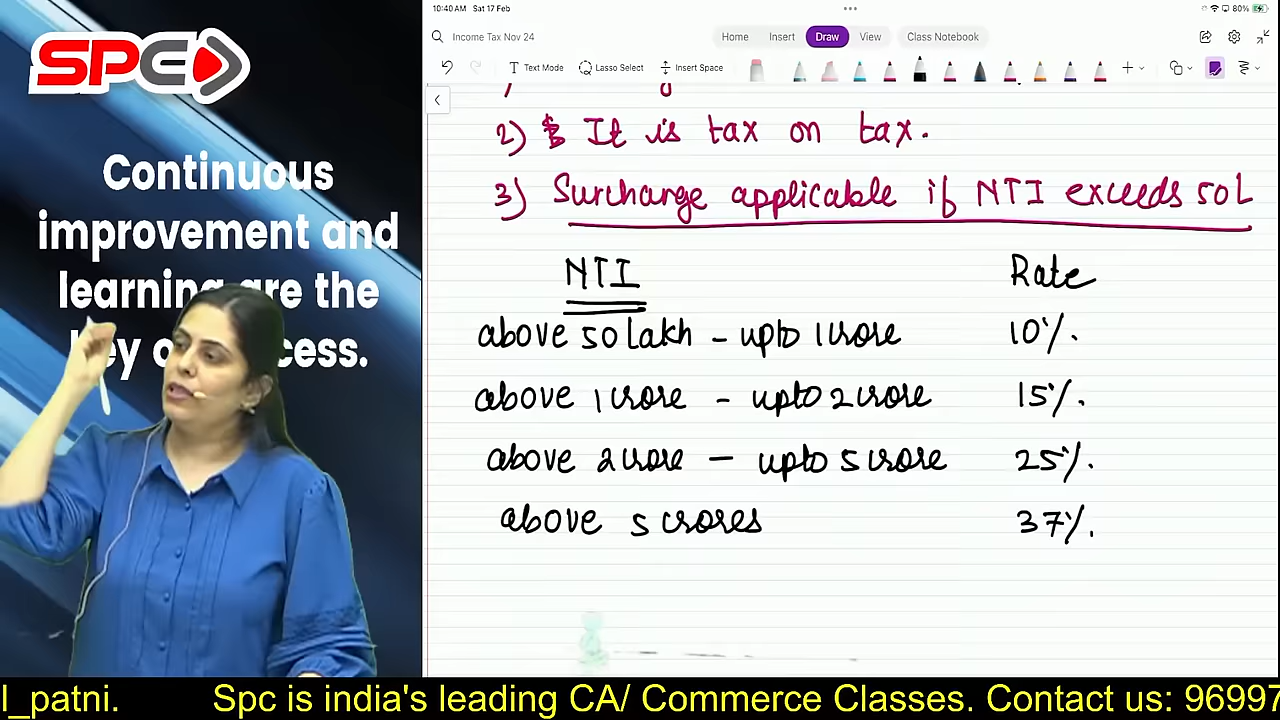 10:40 AM Sat 17 Feb
80%
Income Tax Nov 24
Home Insert Draw View Class Notebook
Text Mode Lasso Select Insert Space
SPC
Continuous
improvement and
learning are the
2) It is tax on tax.
3) Surcharge applicable if NTI exceeds 50L
NTI Rate
above 50 Lakh - upto 1 crore 10%.
above 1 crore - upto 2 crore 15%.
above 2 crore - upto 5 crore 25%.
above 5 crores 37%.
l_patni. Spc is india's leading CA/ Commerce Classes. Contact us: 96997